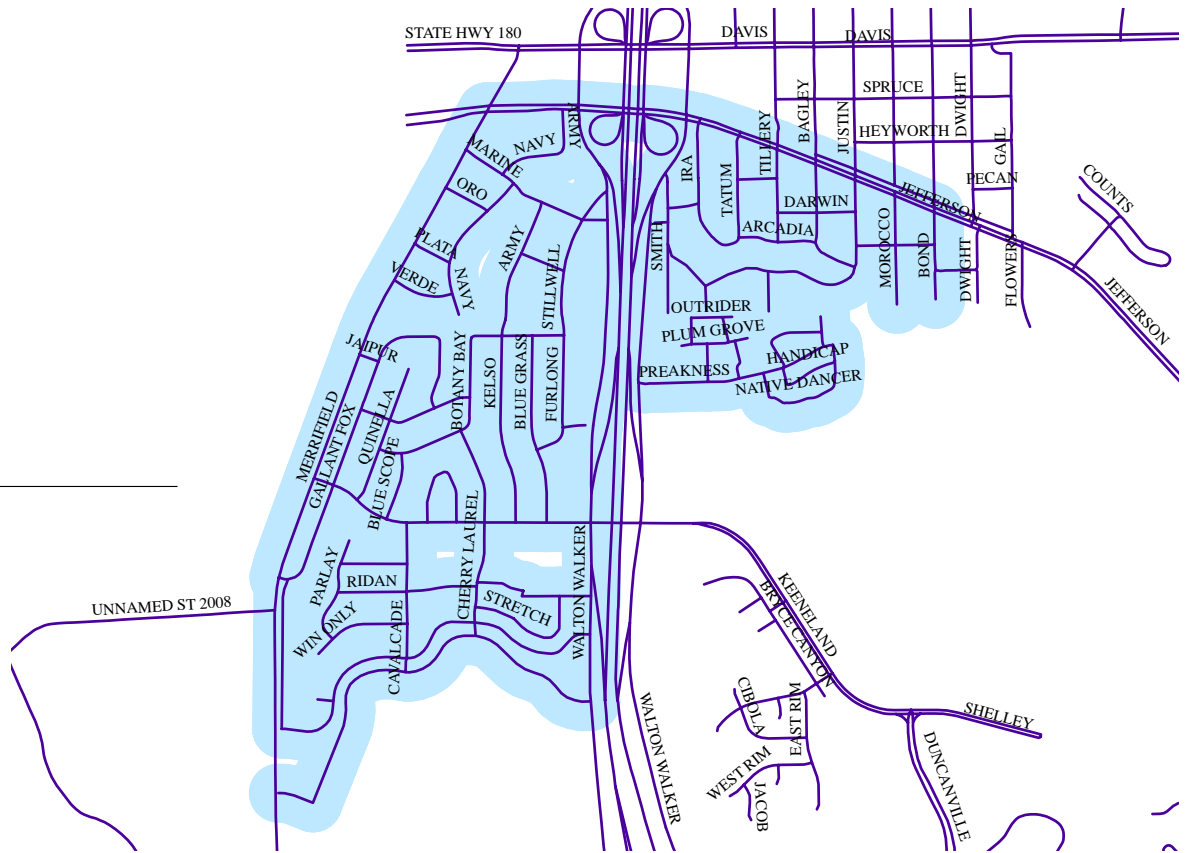 STATE HWY 180
DAVIS
DAVIS
SPRUCE
DWIGHT
BAGLEY
ARMY
NAVY
MARINE
TILLERY
JUSTIN
HEYWORTH
GAIL
IRA
TATUM
PECAN
COUNTS
ORO
DARWIN
JEFFERSON
PLATA
ARMY
SMITH
ARCADIA
MOROCCO
BOND
DWIGHT
FLOWERS
VERDE
NAVY
STILLWELL
OUTRIDER
JEFFERSON
PLUM GROVE
JAIPUR
BOTANY BAY
KELSO
BLUE GRASS
FURLONG
HANDICAP
PREAKNESS
NATIVE DANCER
MERRIFIELD
GALLANT FOX
QUINELLA
BLUE SCOPE
CHERRY LAUREL
WALTON WALKER
PARLAY
RIDAN
STRETCH
KEENELAND
BRYCE CANYON
UNNAMED ST 2008
WIN ONLY
CAVALCADE
CIBOLA
EAST RIM
WALTON WALKER
SHELLEY
WEST RIM
JACOB
DUNCANVILLE